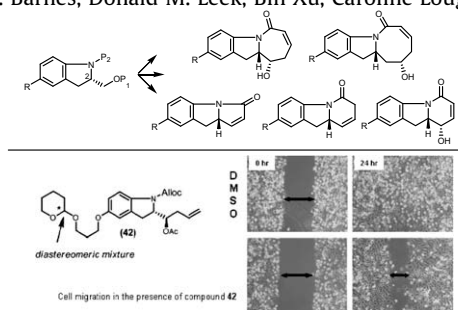 . Barnes, Donald M. Leek, Bin Xu, Caroline Loug
R
N
P2
2
OP1
R
N
O
H
OH
R
N
O
H
OH
R
N
O
H
R
N
O
H
R
N
O
H
OH
O
O
O
N
Alloc
OAc
(42)
diastereomeric mixture
Cell migration in the presence of compound 42
D
M
S
O
0 hr
24 hr